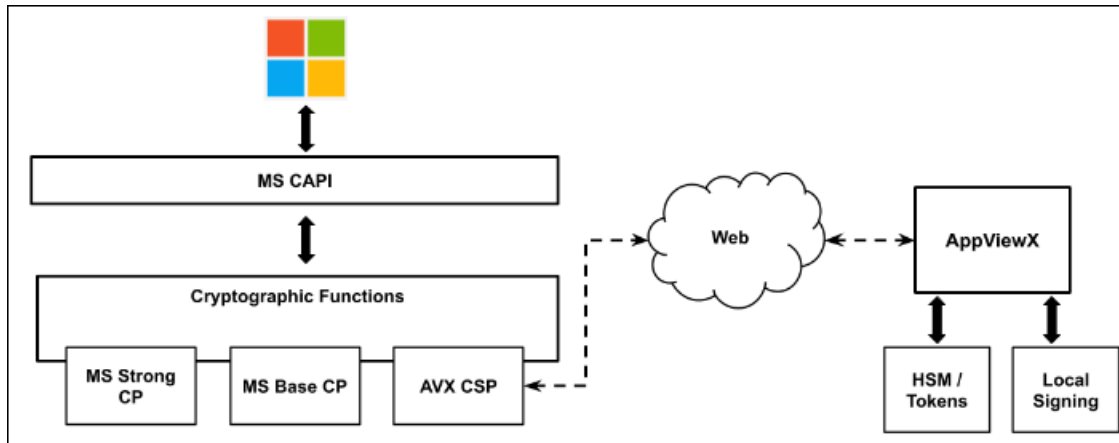 MS CAPI
Web
AppViewX
Cryptographic Functions
MS Strong
CP
MS Base CP
AVX CSP
HSM /
Tokens
Local
Signing